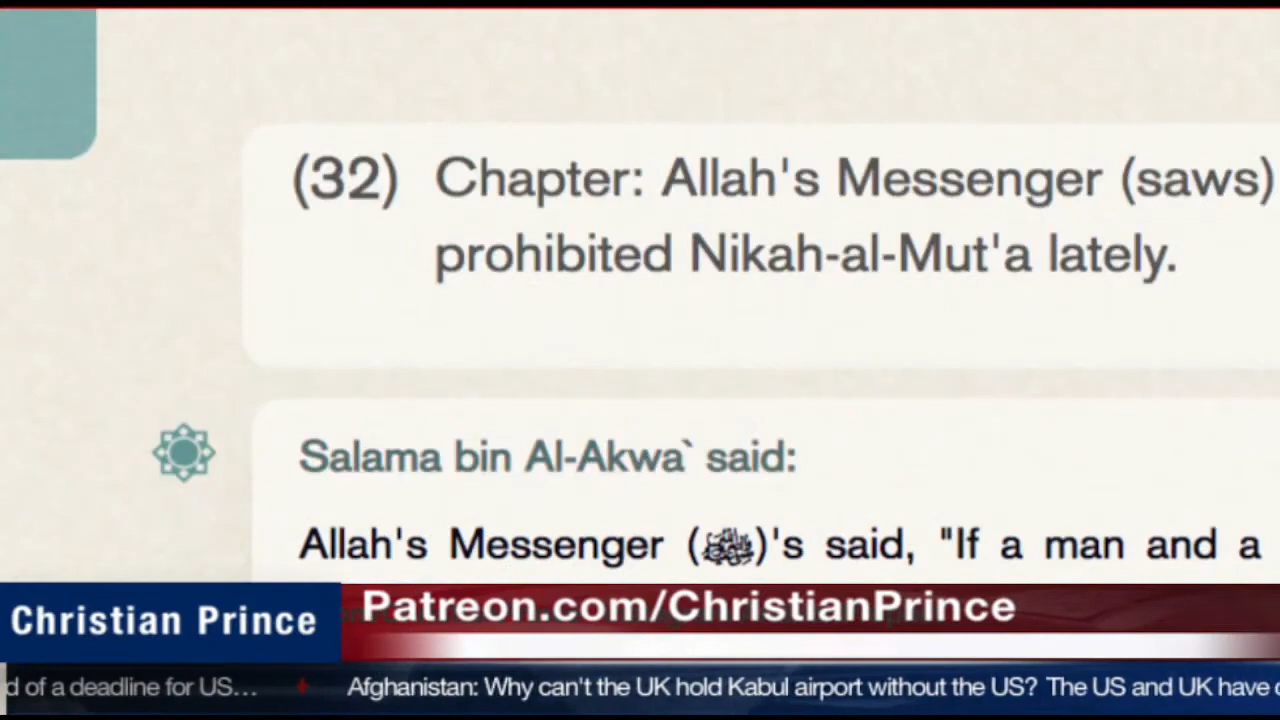 (32) Chapter: Allah's Messenger (saws)
prohibited Nikah-al-Mut'a lately.
Salama bin Al-Akwa` said:
Allah's Messenger (ﷺ)'s said, "If a man and a
Christian Prince
Patreon.com/ChristianPrince
d of a deadline for US... Afghanistan: Why can't the UK hold Kabul airport without the US? The US and UK have